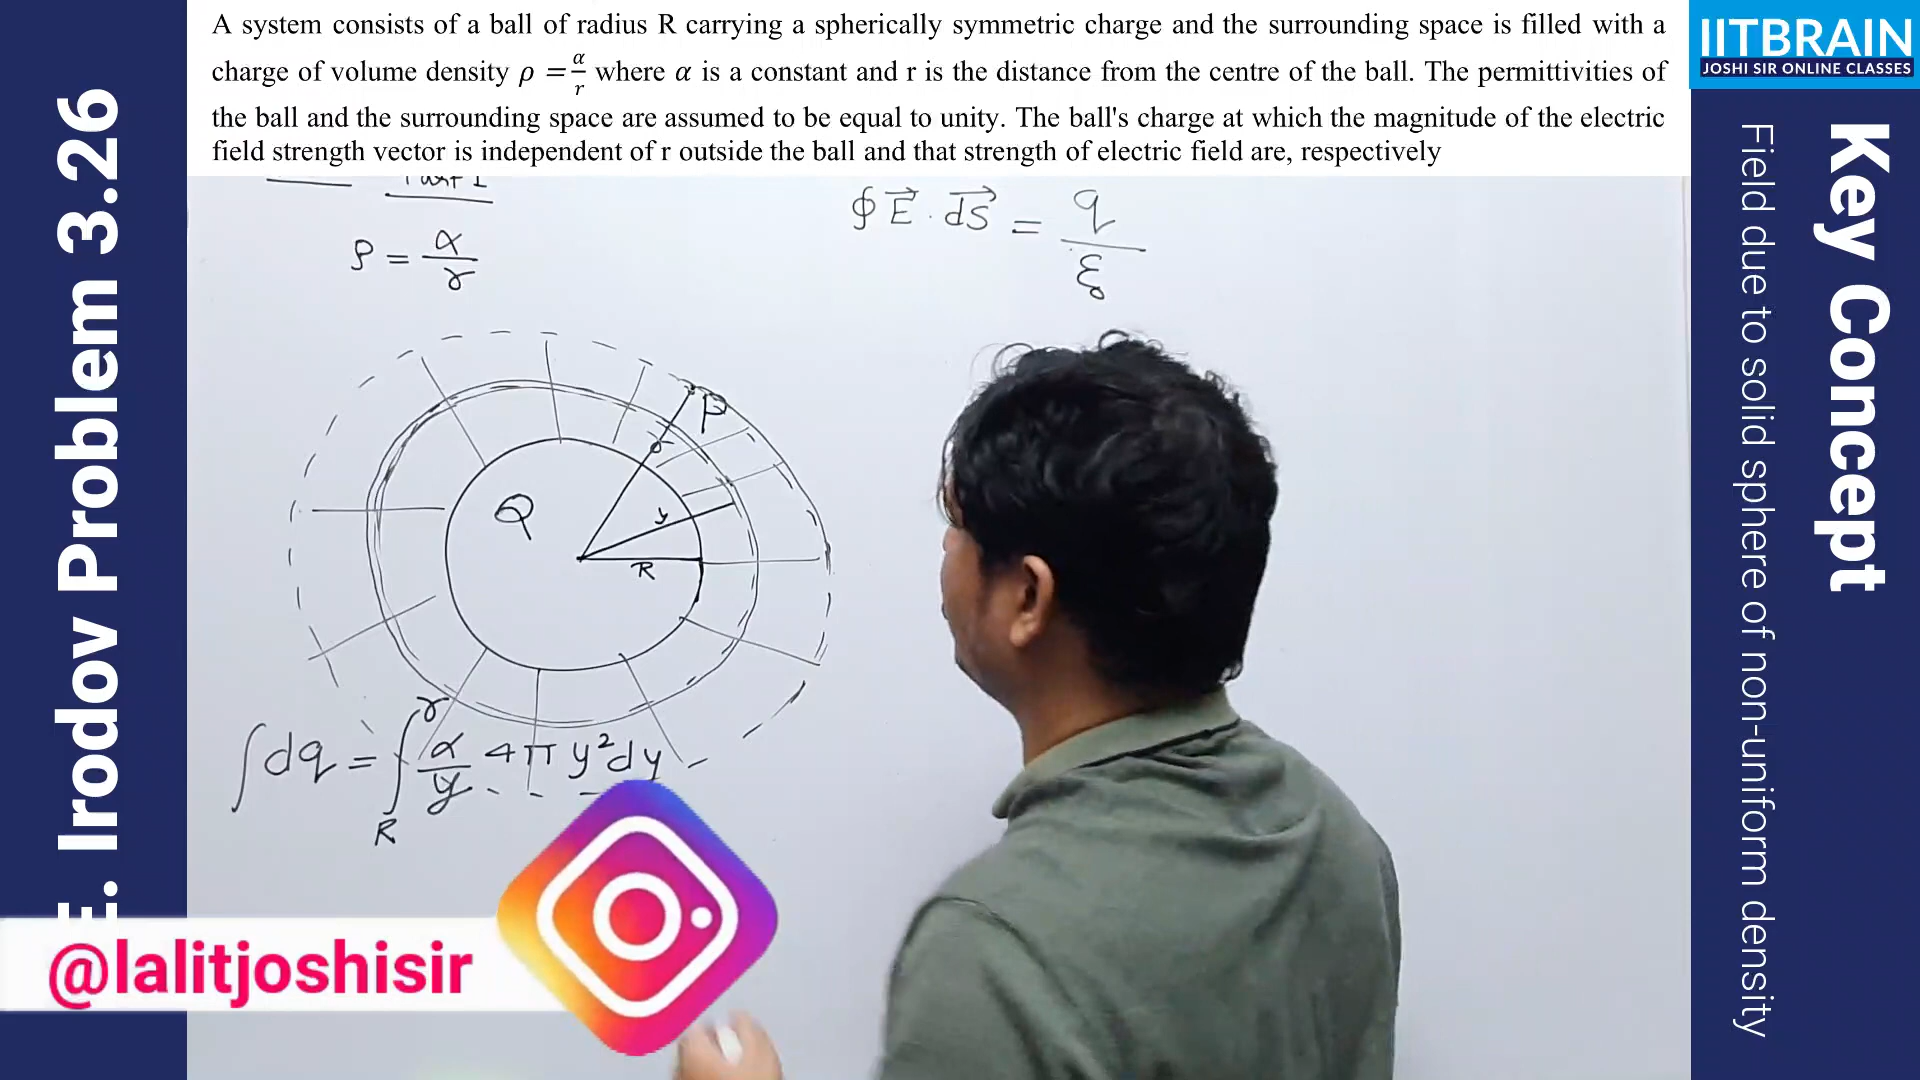 A system consists of a ball of radius R carrying a spherically symmetric charge and the surrounding space is filled with a
charge of volume density ρ = α/r where α is a constant and r is the distance from the centre of the ball. The permittivities of
the ball and the surrounding space are assumed to be equal to unity. The ball's charge at which the magnitude of the electric
field strength vector is independent of r outside the ball and that strength of electric field are, respectively
IITBRAIN
JOSHI SIR ONLINE CLASSES
E. Irodov Problem 3.26
Key Concept
Field due to solid sphere of non-uniform density
Part I
ρ = α/r
∮ E⃗ . dS⃗ = q/ε₀
P
Q
y
R
∫dq = ∫_R^r α/y 4π y² dy
@lalitjoshisir